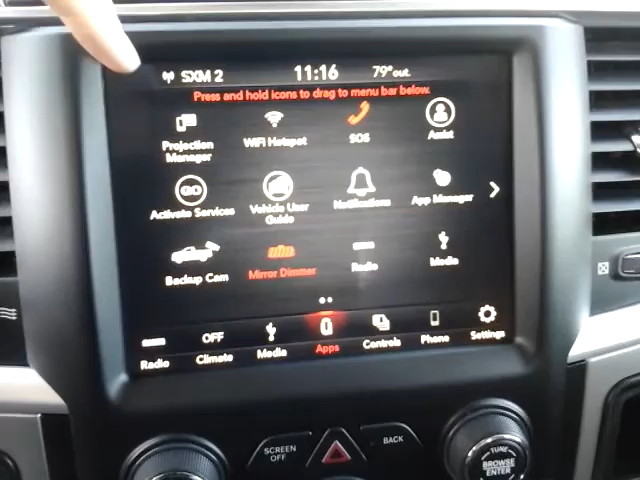 SXM 2 11:16 79° out.
Press and hold icons to drag to menu bar below.
Projection Manager
WiFi Hotspot
SOS
Assist
GO
Activate Services
Vehicle User Guide
Notifications
App Manager
Backup Cam
Mirror Dimmer
Radio
Media
OFF
Radio Climate Media Apps Controls Phone Settings
SCREEN OFF
BACK
TUNE
BROWSE
ENTER